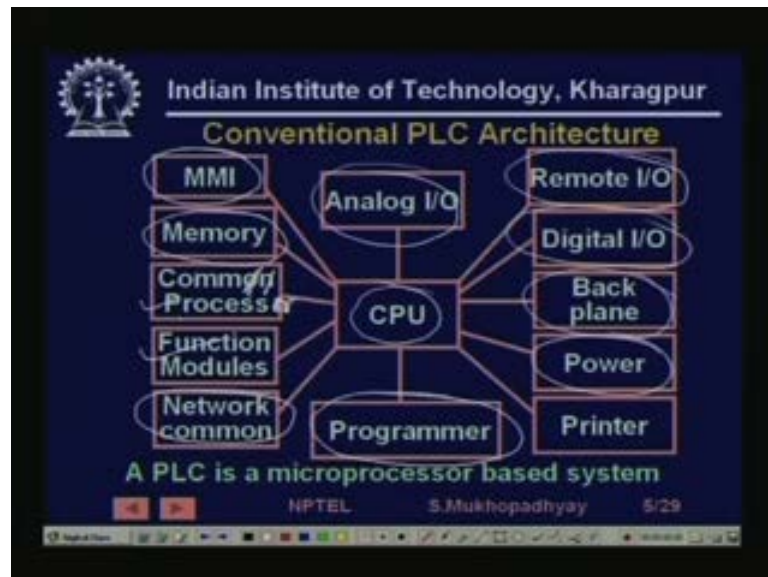 Indian Institute of Technology, Kharagpur
Conventional PLC Architecture
MMI
Memory
Common
Process
Function
Modules
Network
common
Analog I/O
CPU
Programmer
Remote I/O
Digital I/O
Back
plane
Power
Printer
A PLC is a microprocessor based system
NPTEL S.Mukhopadhyay 5/29